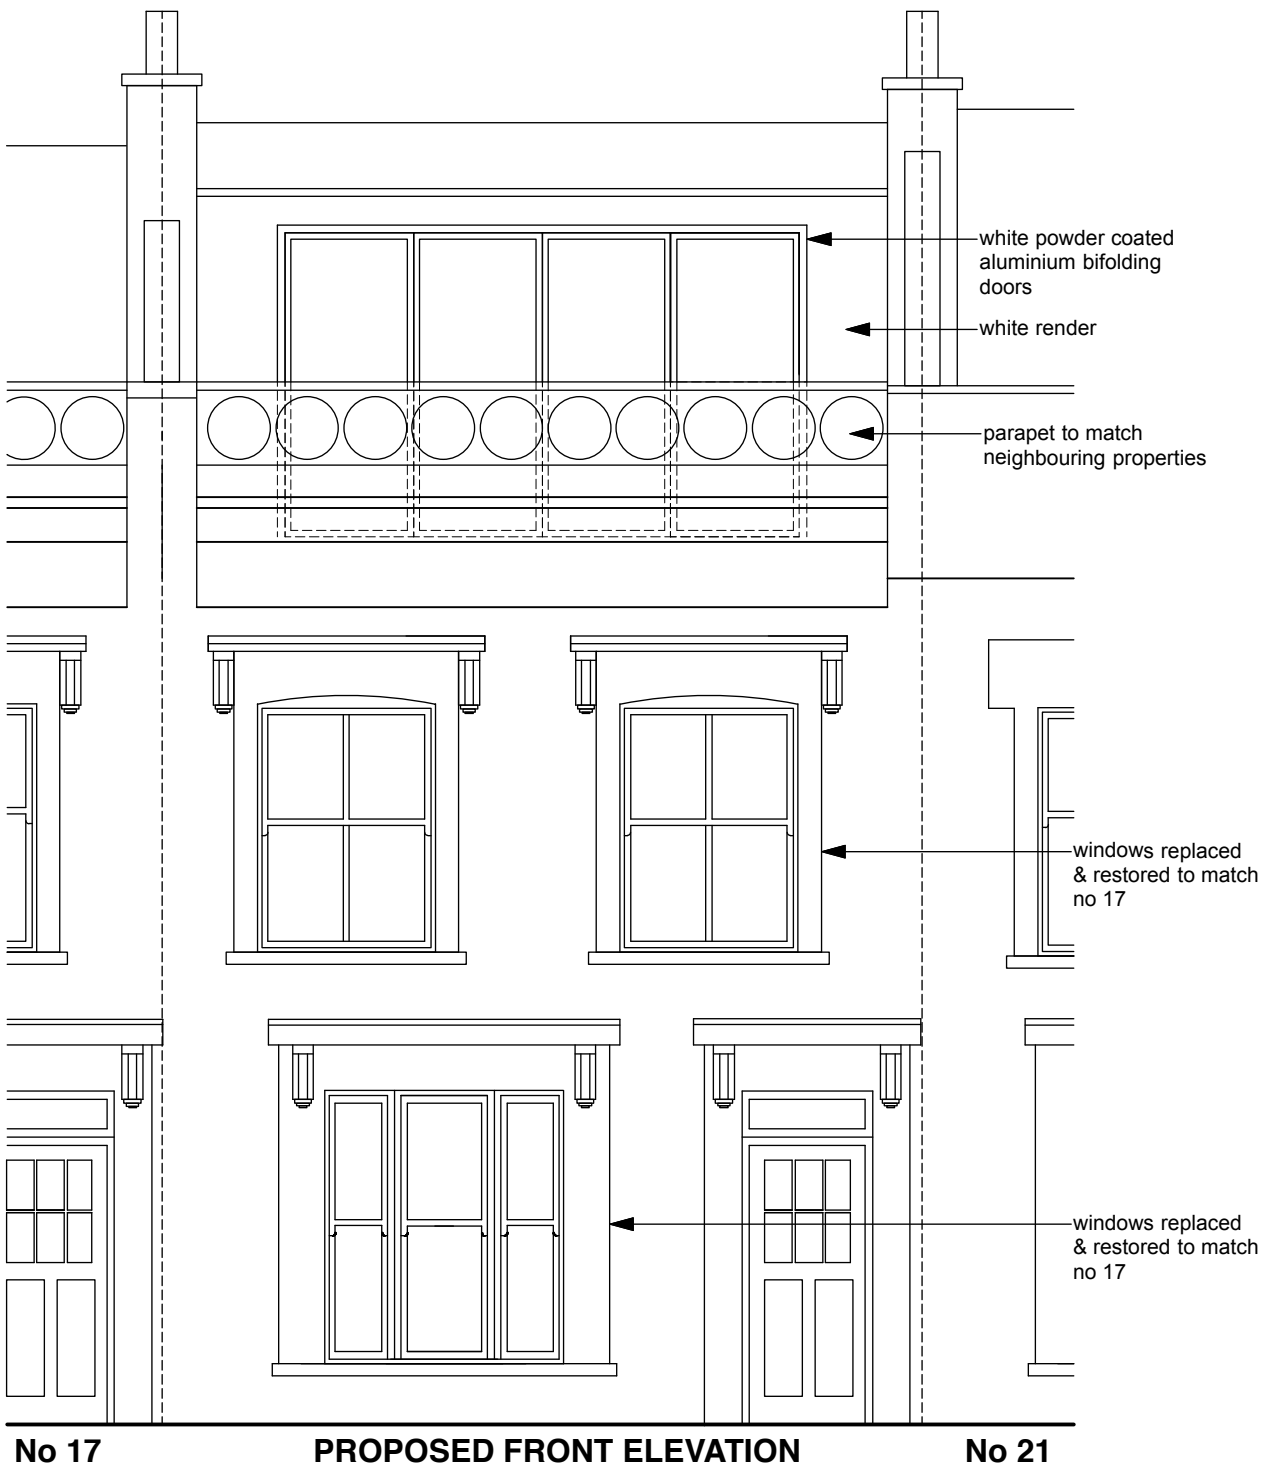 white powder coated
aluminium bifolding
doors
white render
parapet to match
neighbouring properties
windows replaced
& restored to match
no 17
windows replaced
& restored to match
no 17
No 17 PROPOSED FRONT ELEVATION No 21